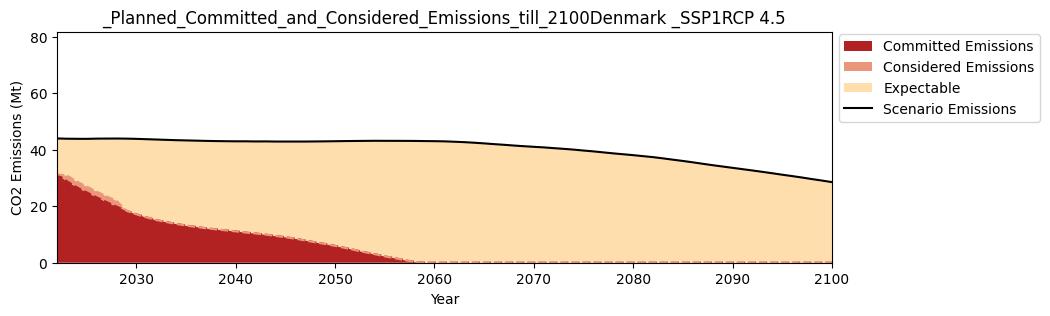 _Planned_Committed_and_Considered_Emissions_till_2100Denmark _SSP1RCP 4.5
80
60
40
20
0
CO2 Emissions (Mt)
2030 2040 2050 2060 2070 2080 2090 2100
Year
Committed Emissions
Considered Emissions
Expectable
Scenario Emissions